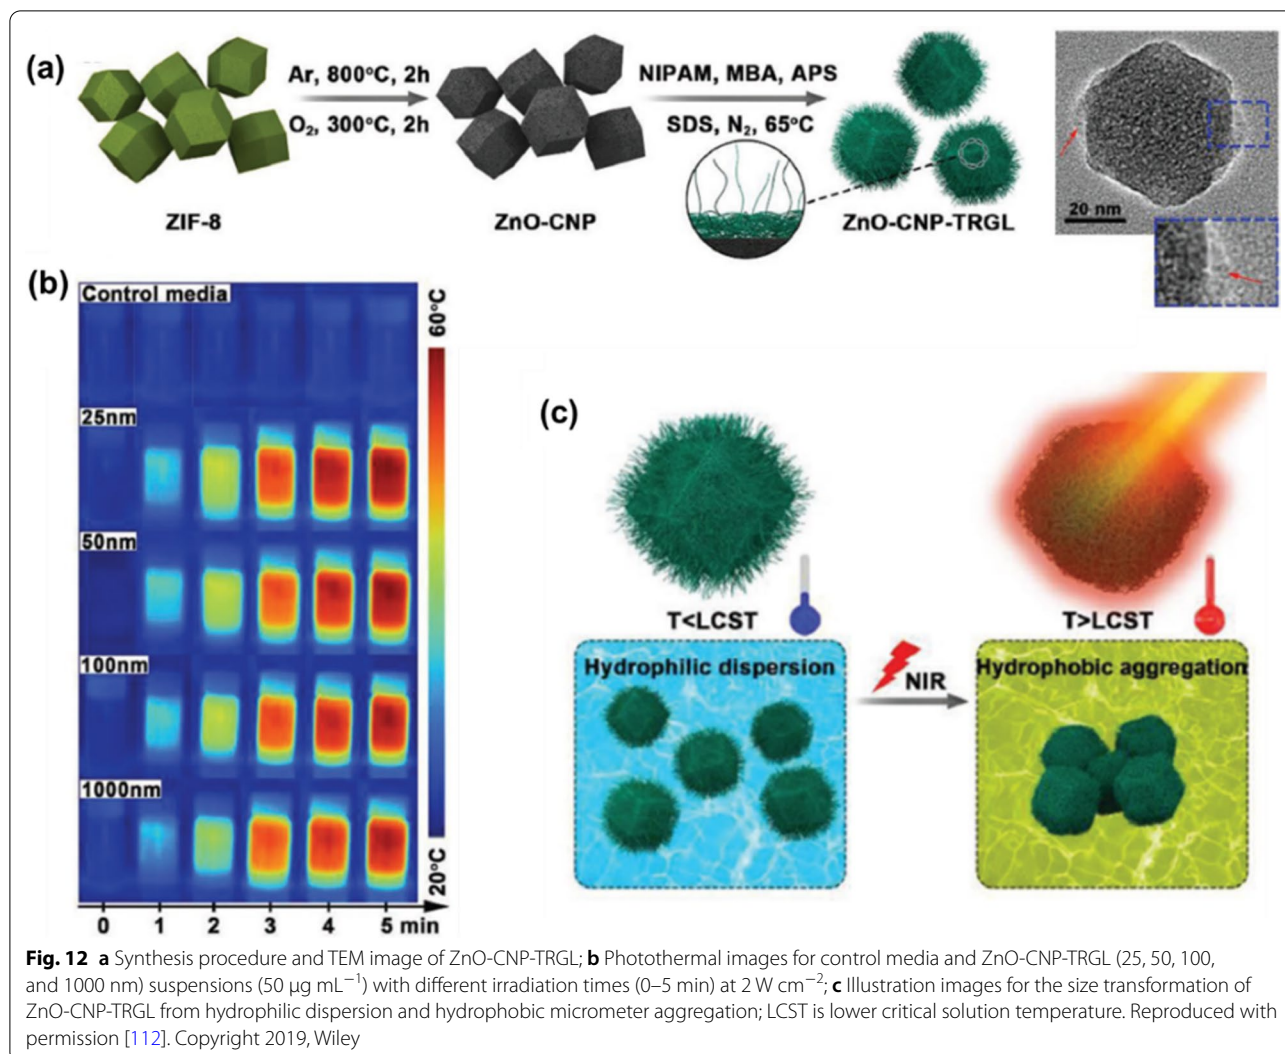 (a)
Ar, 800°C, 2h
O₂, 300°C, 2h
NIPAM, MBA, APS
SDS, N₂, 65°C
ZIF-8
ZnO-CNP
ZnO-CNP-TRGL
20 nm
(b)
Control media
25nm
50nm
100nm
1000nm
60°C
20°C
0 1 2 3 4 5 min
(c)
T<LCST
T>LCST
Hydrophilic dispersion
NIR
Hydrophobic aggregation
Fig. 12 a Synthesis procedure and TEM image of ZnO-CNP-TRGL; b Photothermal images for control media and ZnO-CNP-TRGL (25, 50, 100,
and 1000 nm) suspensions (50 μg mL⁻¹) with different irradiation times (0–5 min) at 2 W cm⁻²; c Illustration images for the size transformation of
ZnO-CNP-TRGL from hydrophilic dispersion and hydrophobic micrometer aggregation; LCST is lower critical solution temperature. Reproduced with
permission [112]. Copyright 2019, Wiley